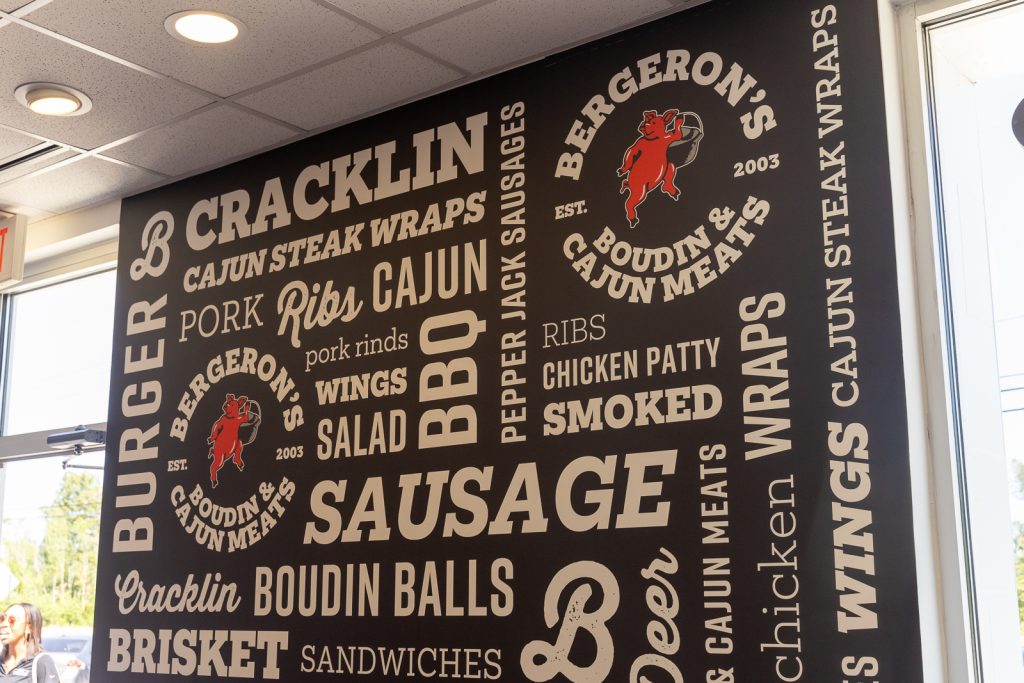 B
CRACKLIN
CAJUN STEAK WRAPS
PORK
Ribs
CAJUN
BURGER
pork rinds
WINGS
SALAD
BBQ
PEPPER JACK SAUSAGES
BERGERON'S
EST.
2003
BOUDIN &
CAJUN MEATS
RIBS
CHICKEN PATTY
SMOKED
WRAPS
CAJUN STEAK WRAPS
BERGERON'S
EST.
2003
BOUDIN &
CAJUN MEATS
SAUSAGE
Cracklin
BOUDIN BALLS
BRISKET
SANDWICHES
B
Deer
& CAJUN MEATS
chicken
WINGS